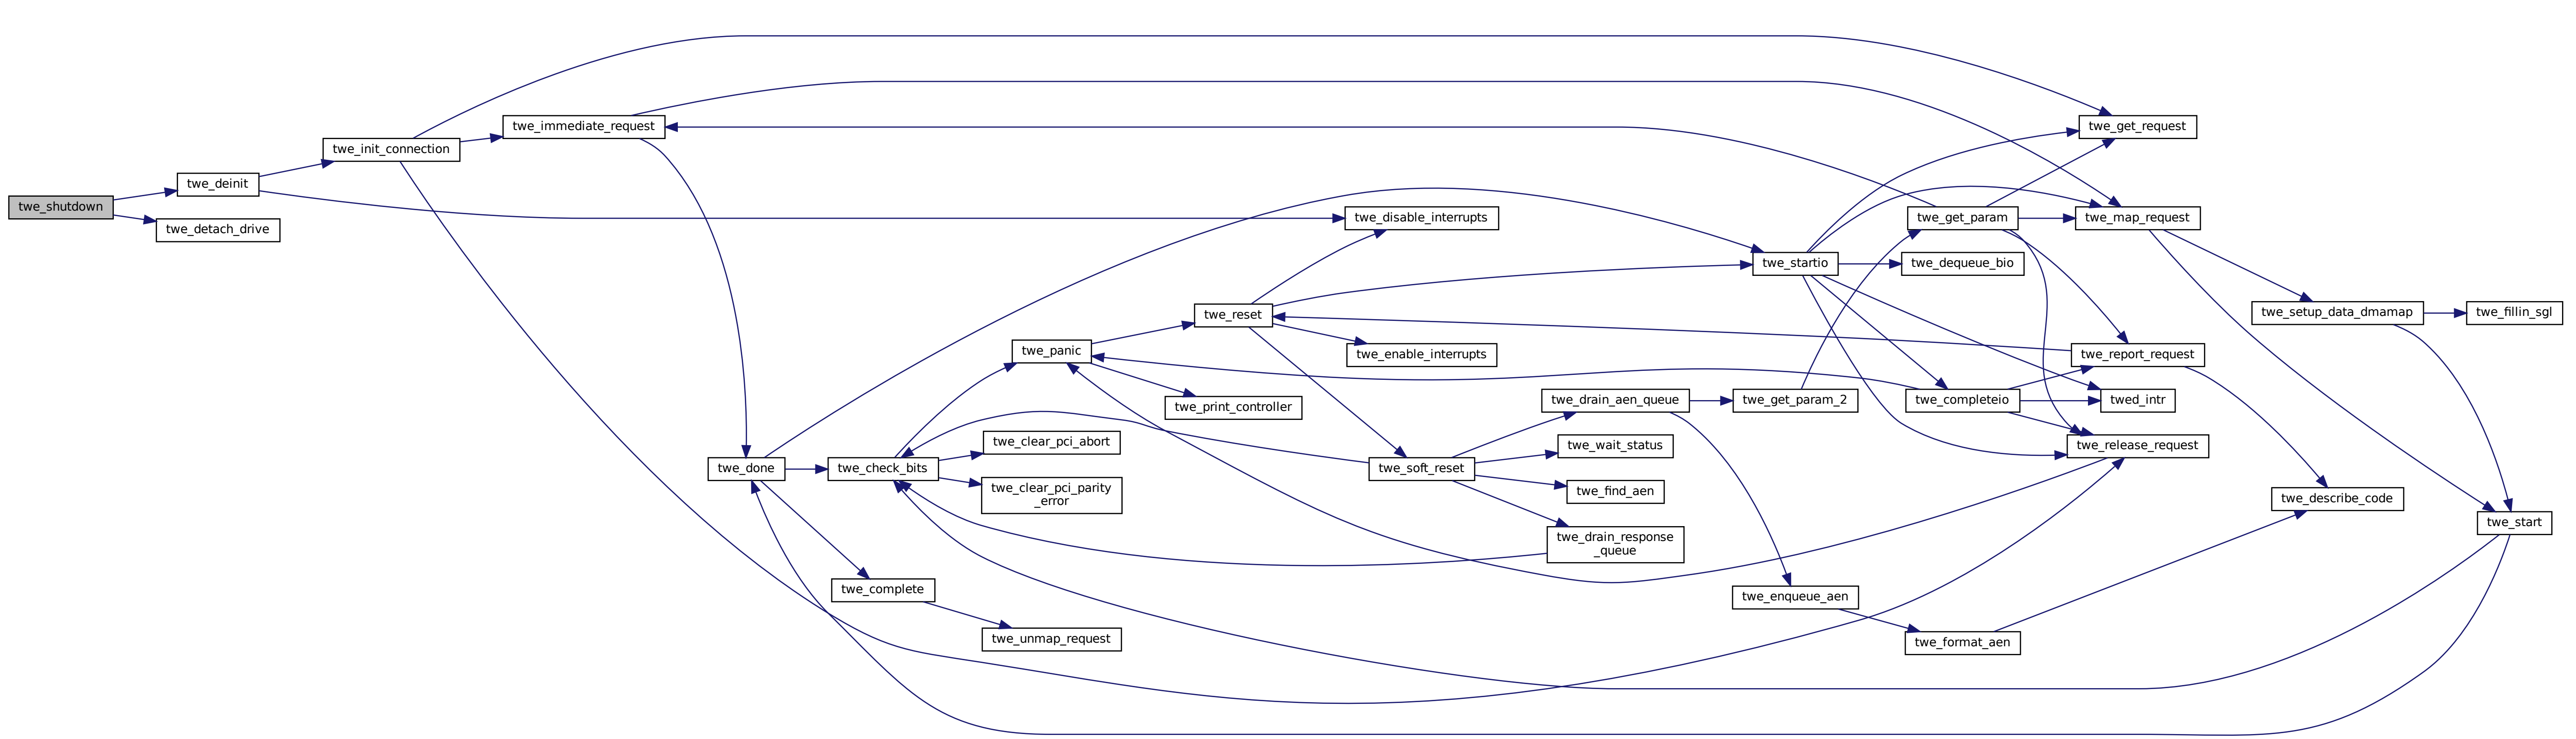 twe_shutdown
twe_deinit
twe_detach_drive
twe_init_connection
twe_immediate_request
twe_done
twe_check_bits
twe_complete
twe_unmap_request
twe_clear_pci_abort
twe_clear_pci_parity
_error
twe_panic
twe_print_controller
twe_reset
twe_disable_interrupts
twe_enable_interrupts
twe_soft_reset
twe_drain_aen_queue
twe_wait_status
twe_find_aen
twe_drain_response
_queue
twe_get_param_2
twe_enqueue_aen
twe_startio
twe_get_param
twe_dequeue_bio
twe_completeio
twe_format_aen
twe_get_request
twe_map_request
twe_report_request
twed_intr
twe_release_request
twe_setup_data_dmamap
twe_describe_code
twe_fillin_sgl
twe_start